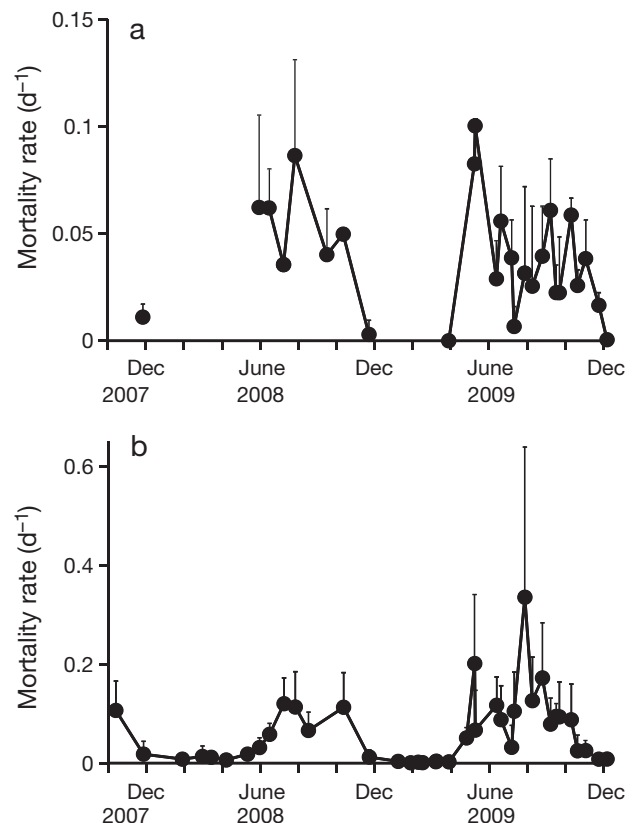 a
Mortality rate (d⁻¹)
0.15
0.1
0.05
0
Dec June Dec June Dec
2007 2008 2009
b
Mortality rate (d⁻¹)
0.6
0.4
0.2
0
Dec June Dec June Dec
2007 2008 2009